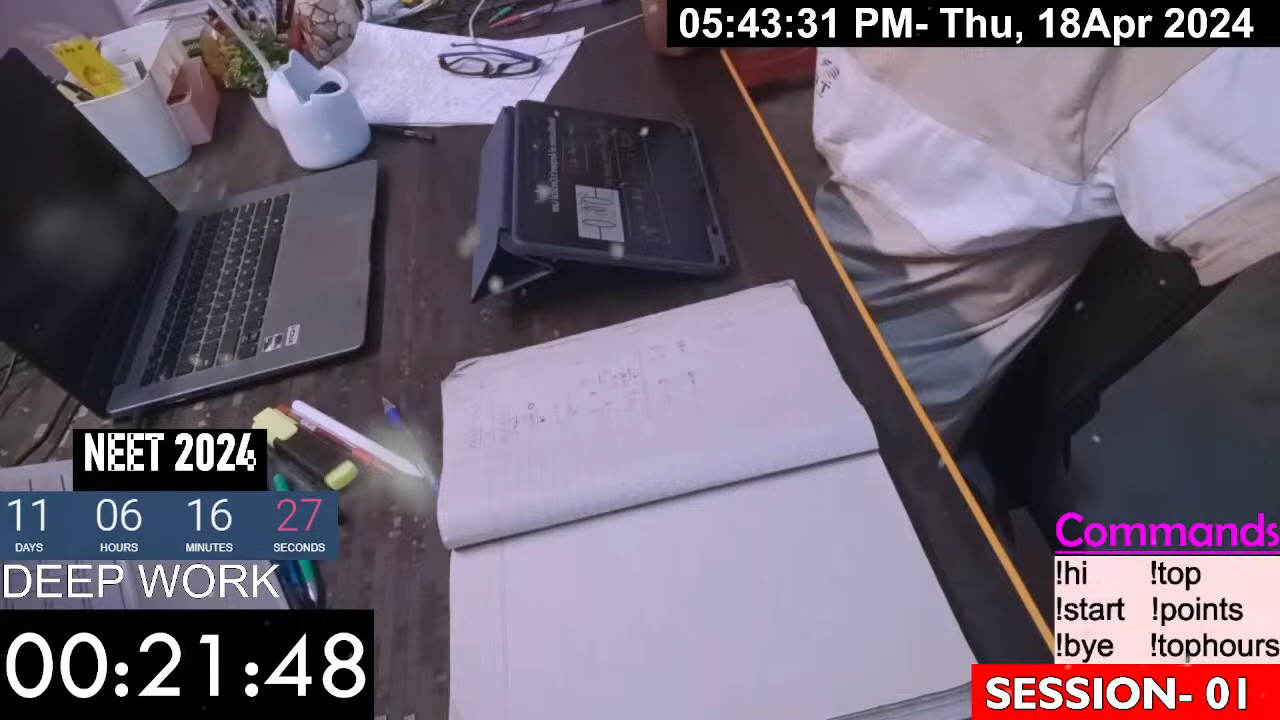 05:43:31 PM- Thu, 18Apr 2024
NEET 2024
11 06 16 27
DAYS HOURS MINUTES SECONDS
DEEP WORK
00:21:48
Commands
!hi !top
!start !points
!bye !tophours
SESSION- 01